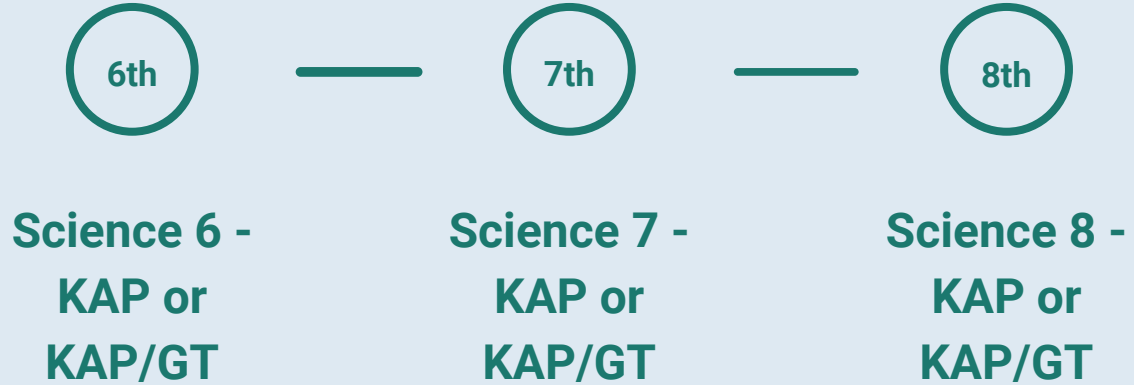 6th
7th
8th
Science 6 -
KAP or
KAP/GT
Science 7 -
KAP or
KAP/GT
Science 8 -
KAP or
KAP/GT